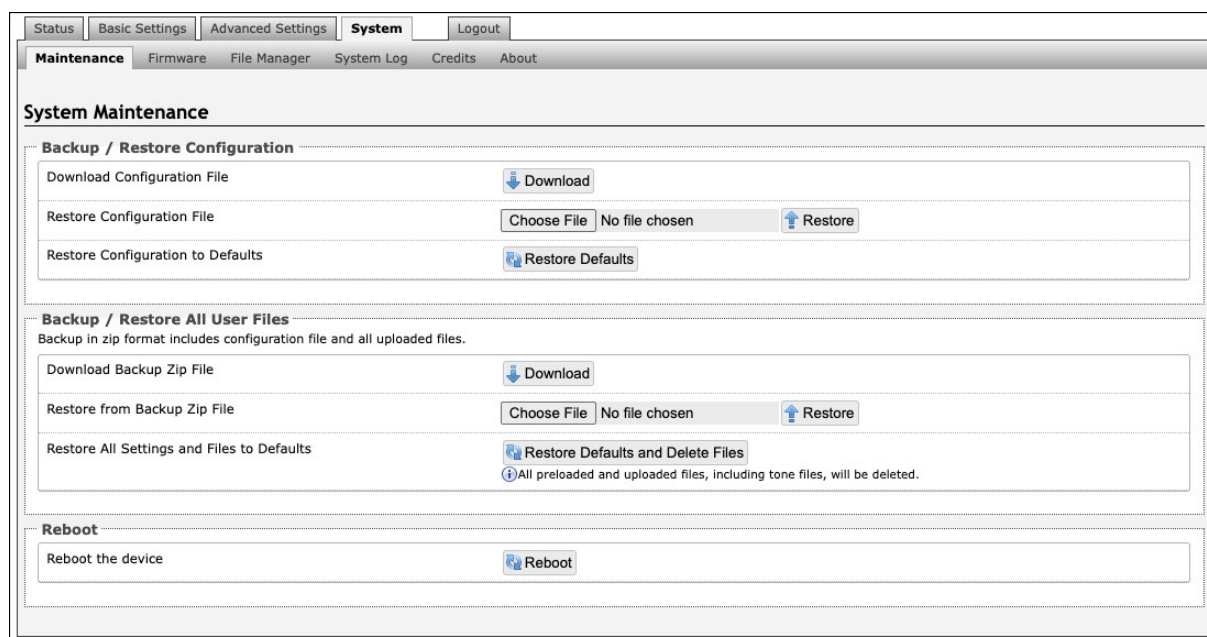 Status Basic Settings Advanced Settings System Logout
Maintenance Firmware File Manager System Log Credits About
System Maintenance
Backup / Restore Configuration
Download Configuration File Download
Restore Configuration File Choose File No file chosen Restore
Restore Configuration to Defaults Restore Defaults
Backup / Restore All User Files
Backup in zip format includes configuration file and all uploaded files.
Download Backup Zip File Download
Restore from Backup Zip File Choose File No file chosen Restore
Restore All Settings and Files to Defaults Restore Defaults and Delete Files
All preloaded and uploaded files, including tone files, will be deleted.
Reboot
Reboot the device Reboot